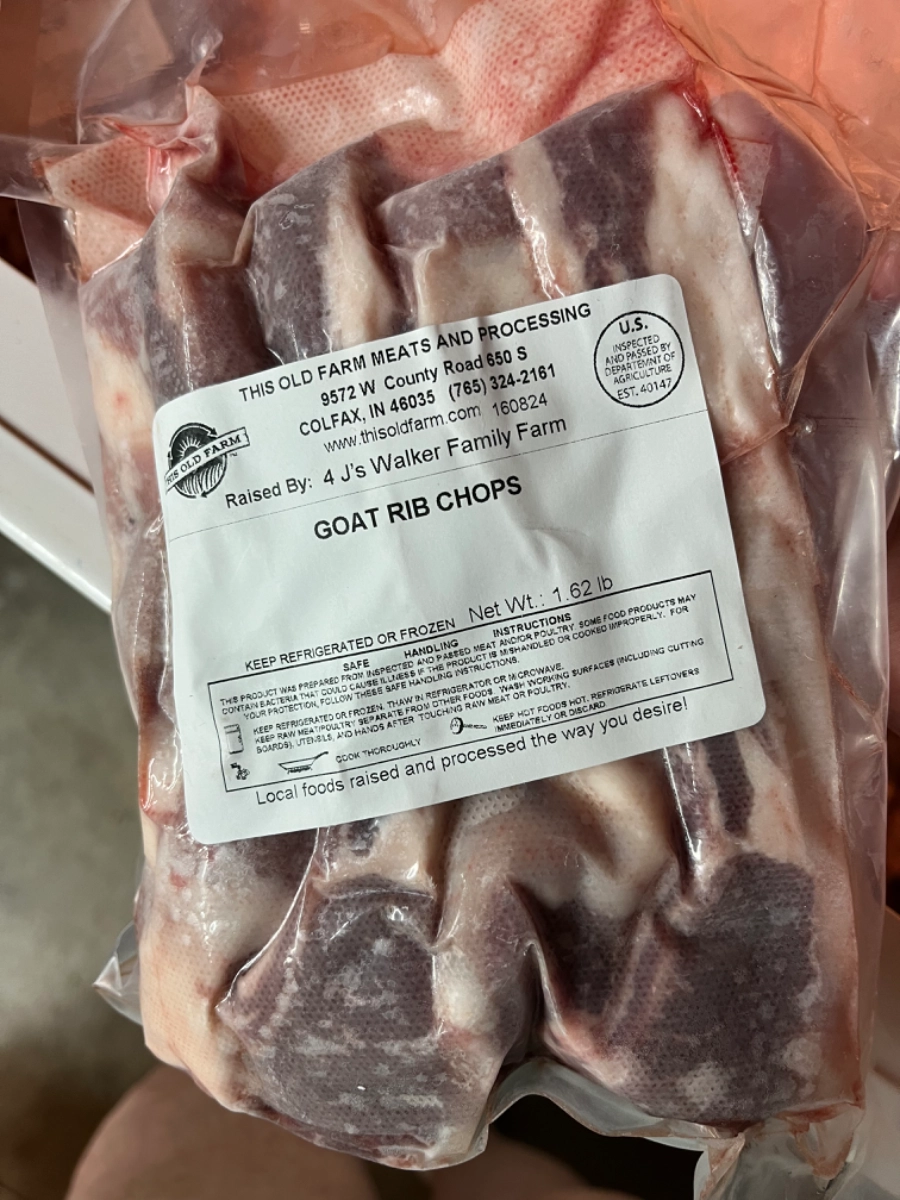 THIS OLD FARM MEATS AND PROCESSING
9572 W County Road 650 S
COLFAX, IN 46035 (765) 324-2161
www.thisoldfarm.com 160824
U.S.
INSPECTED
AND PASSED BY
DEPARTEMNT OF
AGRICULTURE
EST. 40147
THIS OLD FARM
Raised By: 4 J's Walker Family Farm
GOAT RIB CHOPS
KEEP REFRIGERATED OR FROZEN Net Wt.: 1.62 lb
SAFE HANDLING INSTRUCTIONS
THIS PRODUCT WAS PREPARED FROM INSPECTED AND PASSED MEAT AND/OR POULTRY. SOME FOOD PRODUCTS MAY
CONTAIN BACTERIA THAT COULD CAUSE ILLNESS IF THE PRODUCT IS MISHANDLED OR COOKED IMPROPERLY. FOR
YOUR PROTECTION, FOLLOW THESE SAFE HANDLING INSTRUCTIONS.
KEEP REFRIGERATED OR FROZEN. THAW IN REFRIGERATOR OR MICROWAVE.
KEEP RAW MEAT/POULTRY SEPARATE FROM OTHER FOODS. WASH WORKING SURFACES (INCLUDING CUTTING
BOARDS), UTENSILS, AND HANDS AFTER TOUCHING RAW MEAT OR POULTRY.
COOK THOROUGHLY
KEEP HOT FOODS HOT. REFRIGERATE LEFTOVERS
IMMEDIATELY OR DISCARD
Local foods raised and processed the way you desire!